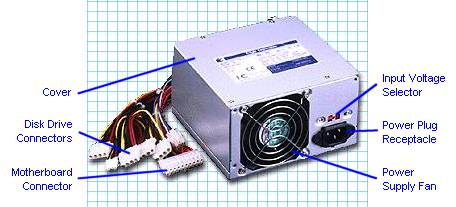 Cover
Disk Drive
Connectors
Motherboard
Connector
Input Voltage
Selector
Power Plug
Receptacle
Power
Supply Fan